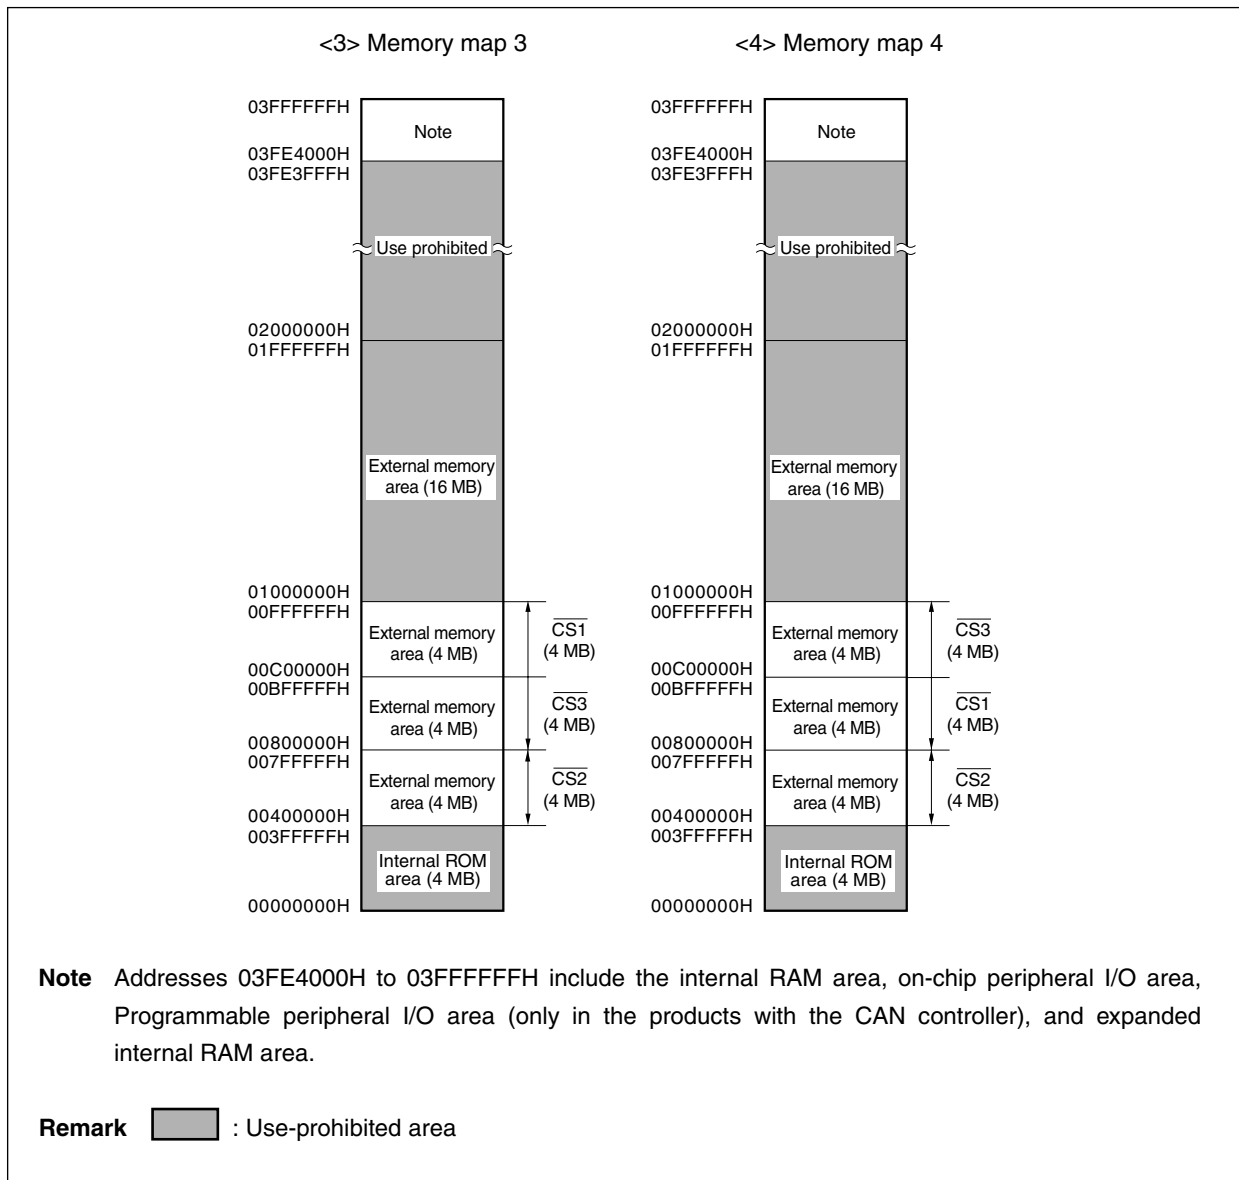 <3> Memory map 3
03FFFFFFH
Note
03FE4000H
03FE3FFFH
Use prohibited
02000000H
01FFFFFFH
External memory
area (16 MB)
01000000H
00FFFFFFH
External memory
area (4 MB)
CS1
(4 MB)
00C00000H
00BFFFFFH
External memory
area (4 MB)
CS3
(4 MB)
00800000H
007FFFFFH
External memory
area (4 MB)
CS2
(4 MB)
00400000H
003FFFFFH
Internal ROM
area (4 MB)
00000000H
<4> Memory map 4
03FFFFFFH
Note
03FE4000H
03FE3FFFH
Use prohibited
02000000H
01FFFFFFH
External memory
area (16 MB)
01000000H
00FFFFFFH
External memory
area (4 MB)
CS3
(4 MB)
00C00000H
00BFFFFFH
External memory
area (4 MB)
CS1
(4 MB)
00800000H
007FFFFFH
External memory
area (4 MB)
CS2
(4 MB)
00400000H
003FFFFFH
Internal ROM
area (4 MB)
00000000H
Note Addresses 03FE4000H to 03FFFFFFH include the internal RAM area, on-chip peripheral I/O area,
Programmable peripheral I/O area (only in the products with the CAN controller), and expanded
internal RAM area.
Remark : Use-prohibited area